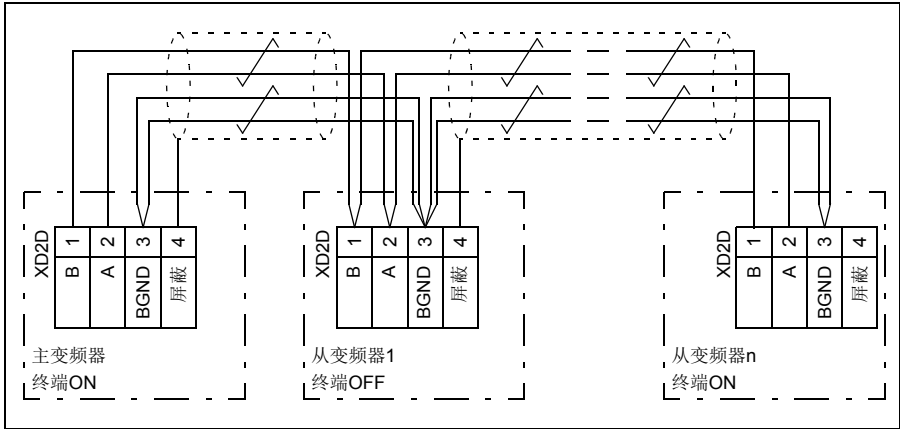 XD2D
1 2 3 4
B A BGND 屏蔽
主变频器
终端ON
XD2D
1 2 3 4
B A BGND 屏蔽
从变频器1
终端OFF
XD2D
1 2 3 4
B A BGND 屏蔽
从变频器n
终端ON